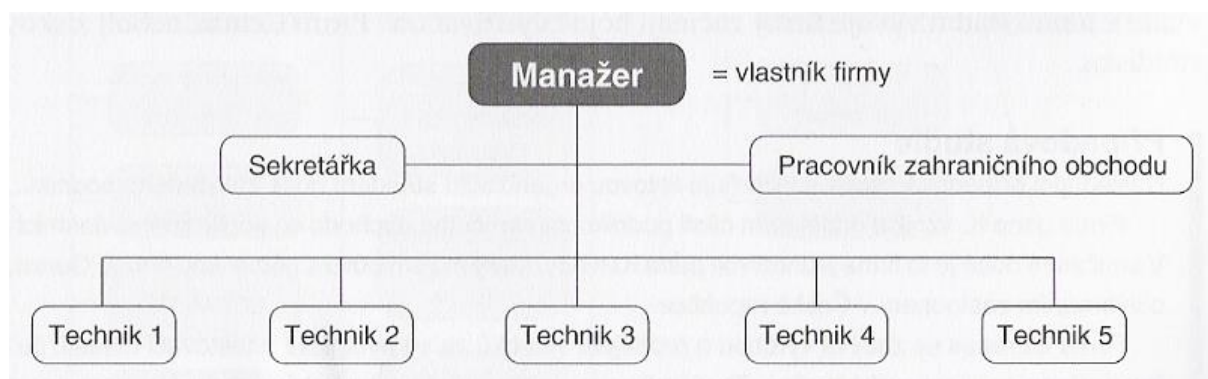 Manažer = vlastník firmy
Sekretářka Pracovník zahraničního obchodu
Technik 1 Technik 2 Technik 3 Technik 4 Technik 5